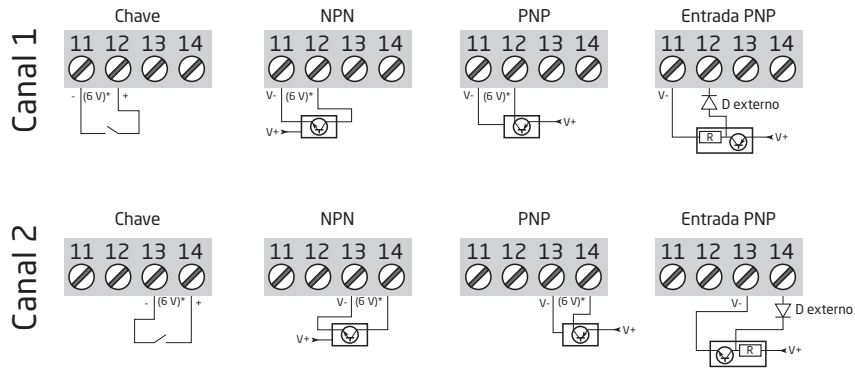 Canal 1
Chave
11 12 13 14
- (6 V)* +
NPN
11 12 13 14
V- (6 V)*
V+
PNP
11 12 13 14
V- (6 V)*
V+
Entrada PNP
11 12 13 14
V-
D externo
R
V+
Canal 2
Chave
11 12 13 14
- (6 V)* +
NPN
11 12 13 14
V- (6 V)*
V+
PNP
11 12 13 14
V- (6 V)*
V+
Entrada PNP
11 12 13 14
V-
D externo
R
V+